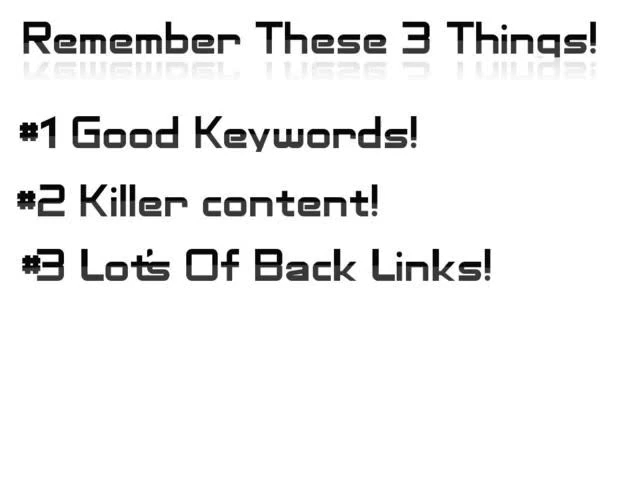 Remember These 3 Things!
#1 Good Keywords!
#2 Killer content!
#3 Lot's Of Back Links!